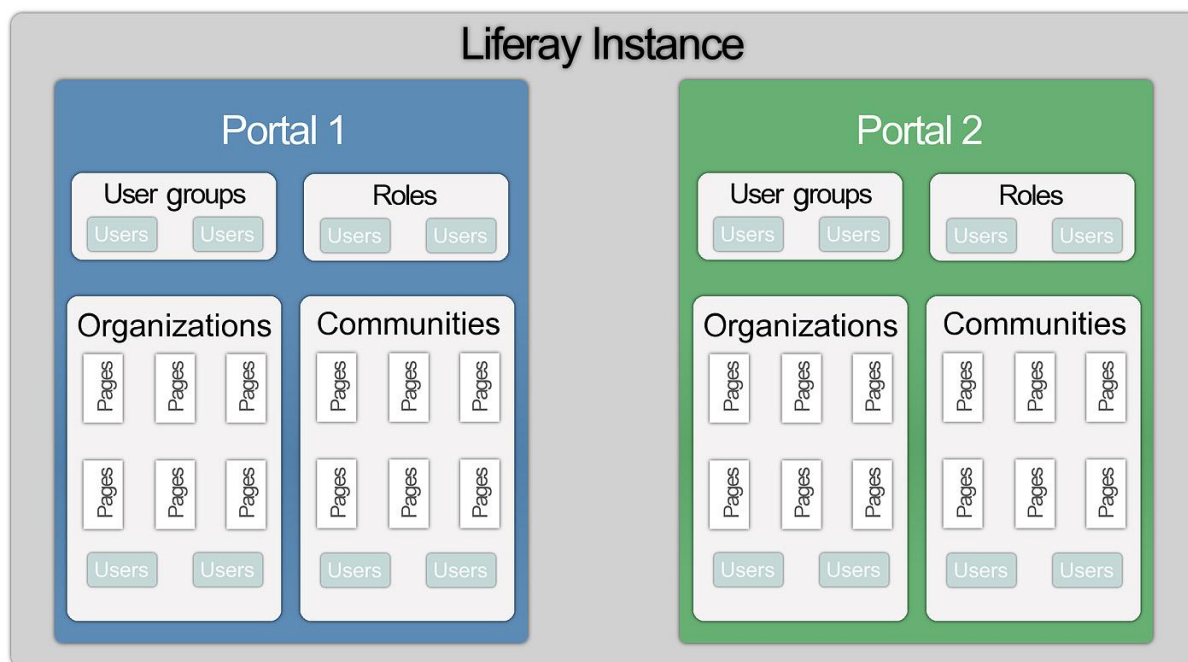 Liferay Instance
Portal 1
User groups
Users Users
Roles
Users Users
Organizations
Pages Pages Pages
Pages Pages Pages
Users Users
Communities
Pages Pages Pages
Pages Pages Pages
Users Users
Portal 2
User groups
Users Users
Roles
Users Users
Organizations
Pages Pages Pages
Pages Pages Pages
Users Users
Communities
Pages Pages Pages
Pages Pages Pages
Users Users